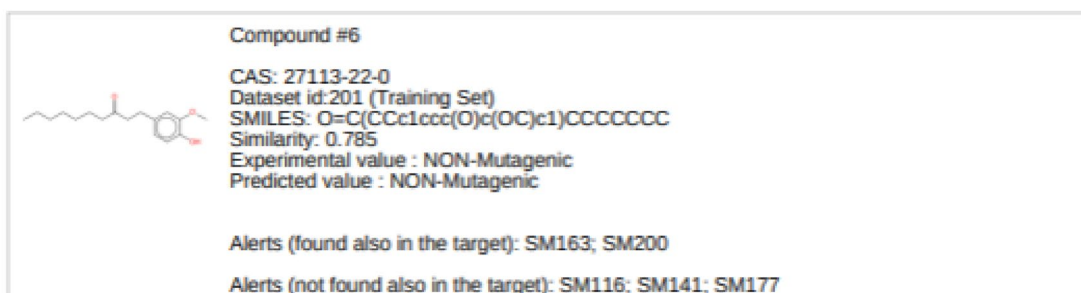 Compound #6
CAS: 27113-22-0
Dataset id:201 (Training Set)
SMILES: O=C(CCc1ccc(O)c(OC)c1)CCCCCCC
Similarity: 0.785
Experimental value : NON-Mutagenic
Predicted value : NON-Mutagenic
Alerts (found also in the target): SM163; SM200
Alerts (not found also in the target): SM116; SM141; SM177